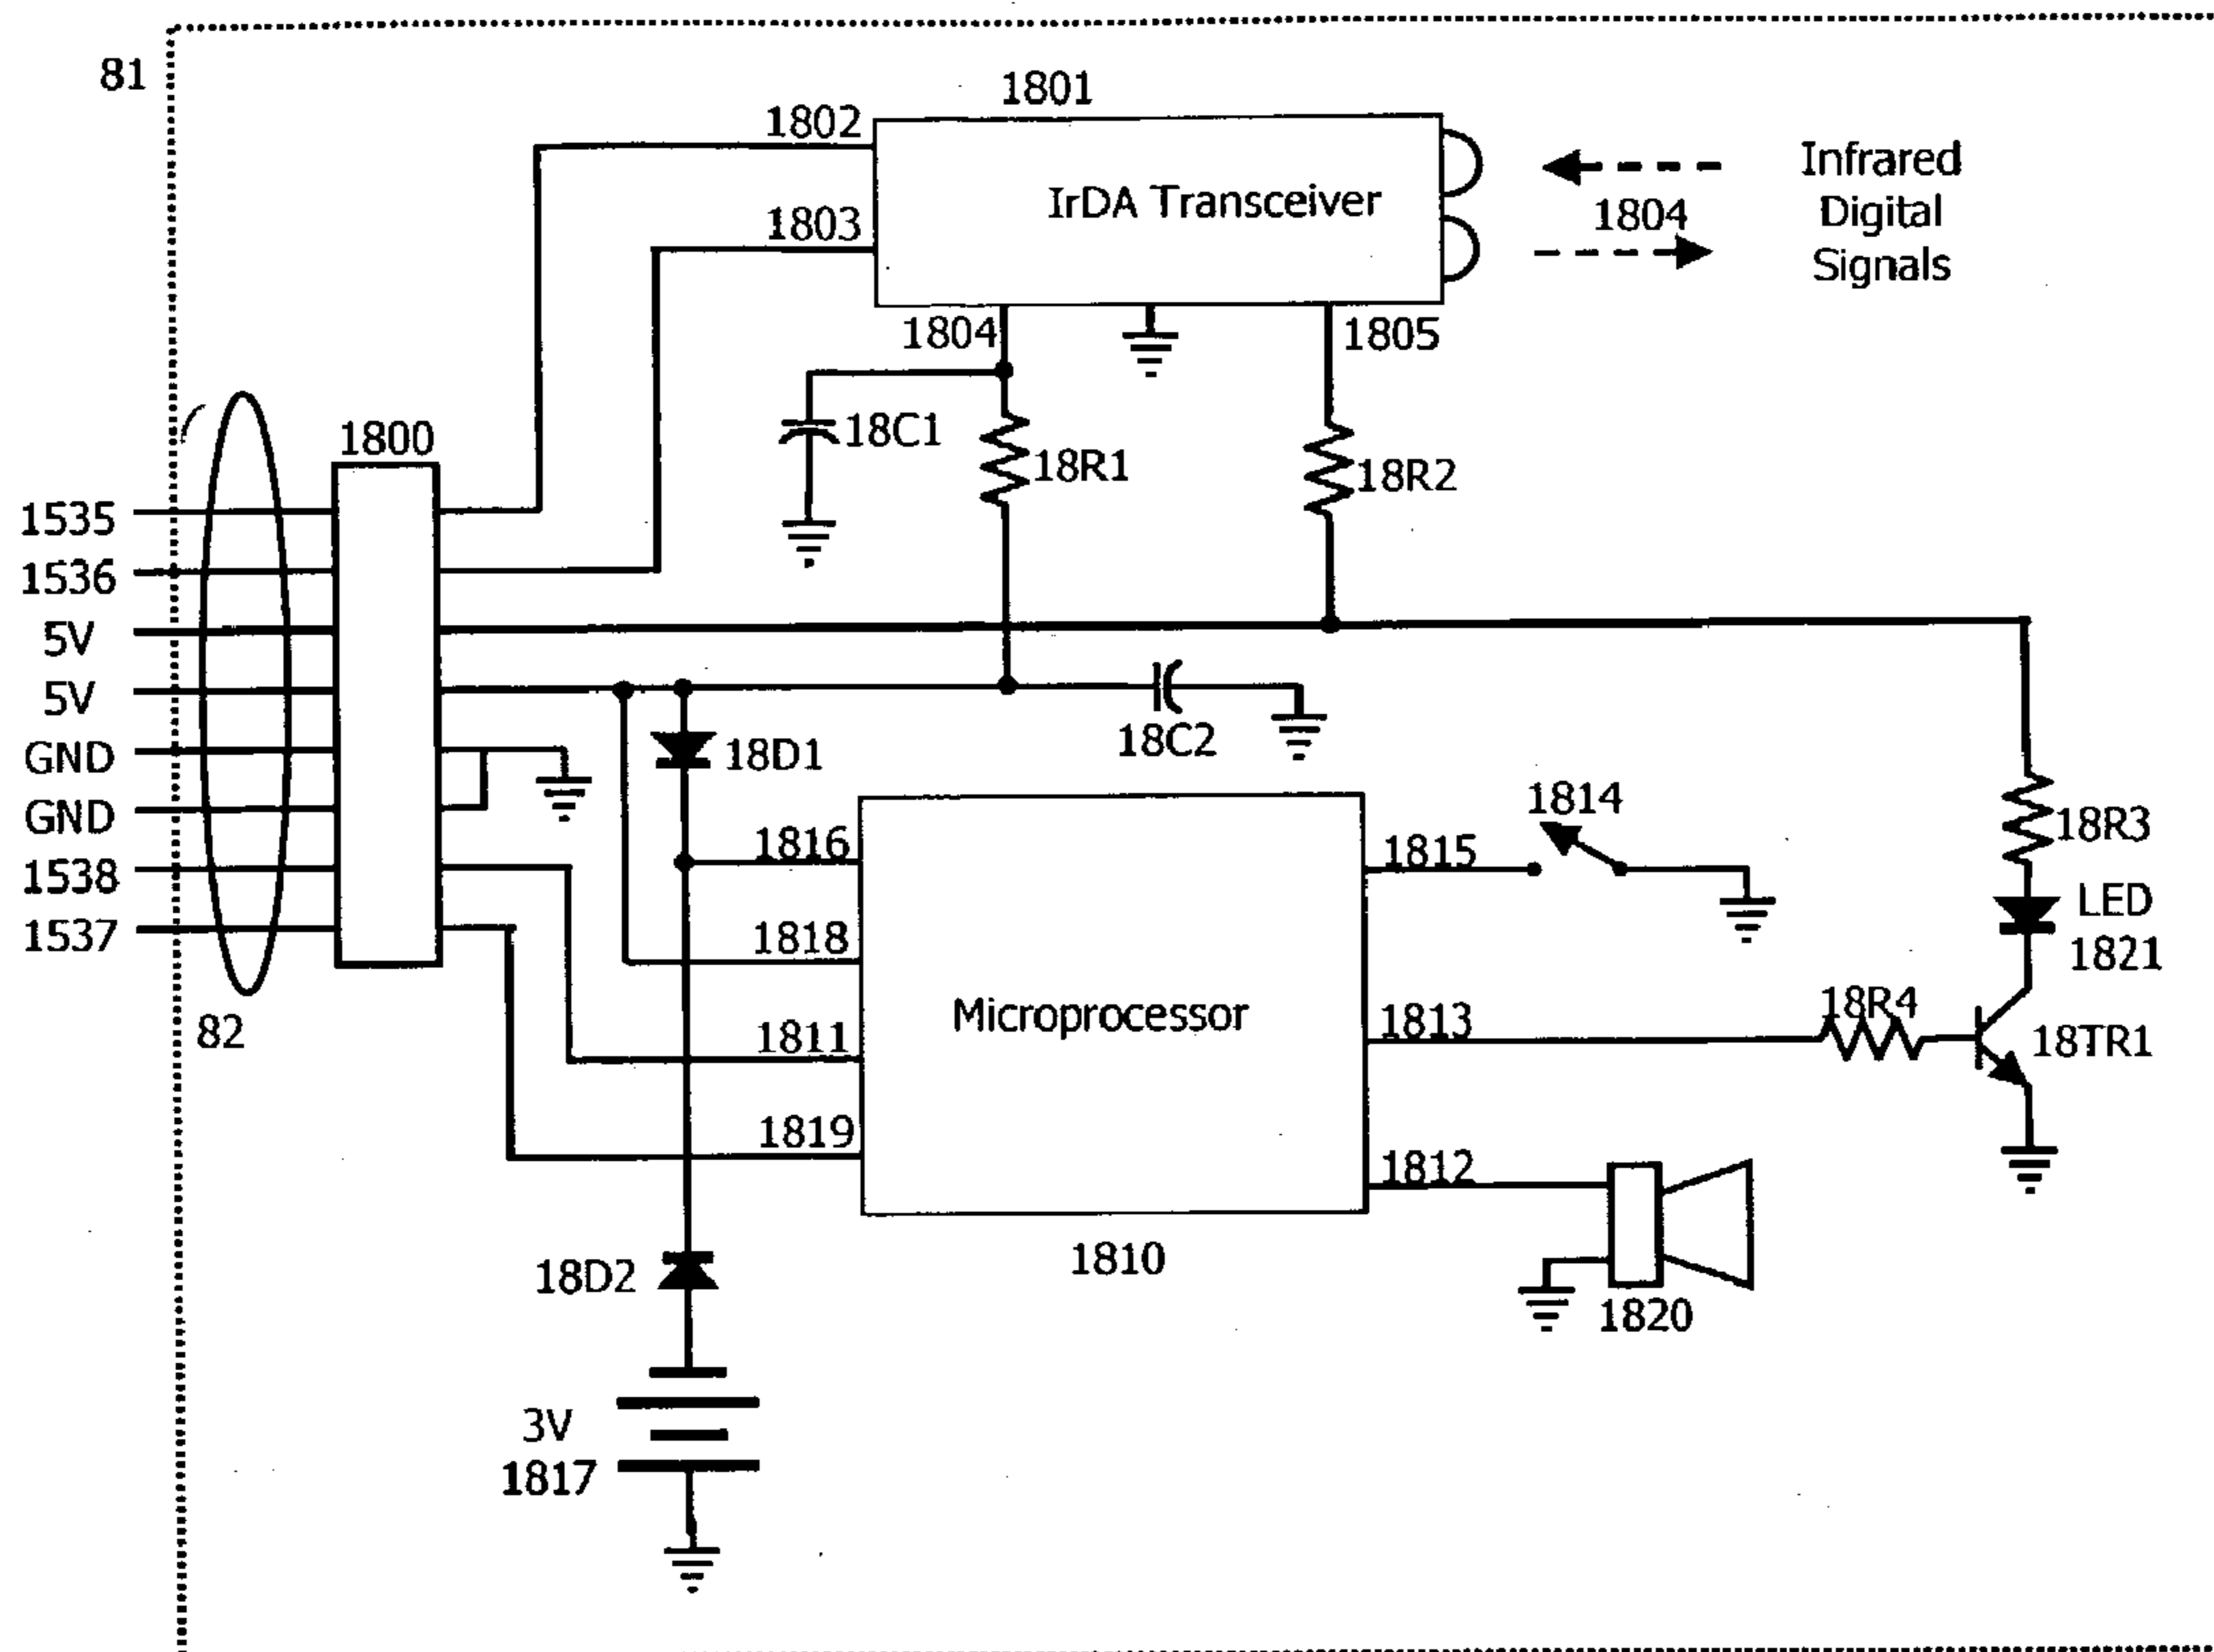 81
1801
1802
1803
IrDA Transceiver
1804
Infrared
Digital
Signals
1804
1805
18C1
18R1
18R2
1800
1535
1536
5V
5V
GND
GND
1538
1537
82
18C2
18D1
1814
1816
1815
1818
18R3
LED
1821
Microprocessor
1811
1813
18R4
18TR1
1819
1812
1810
18D2
1820
3V
1817